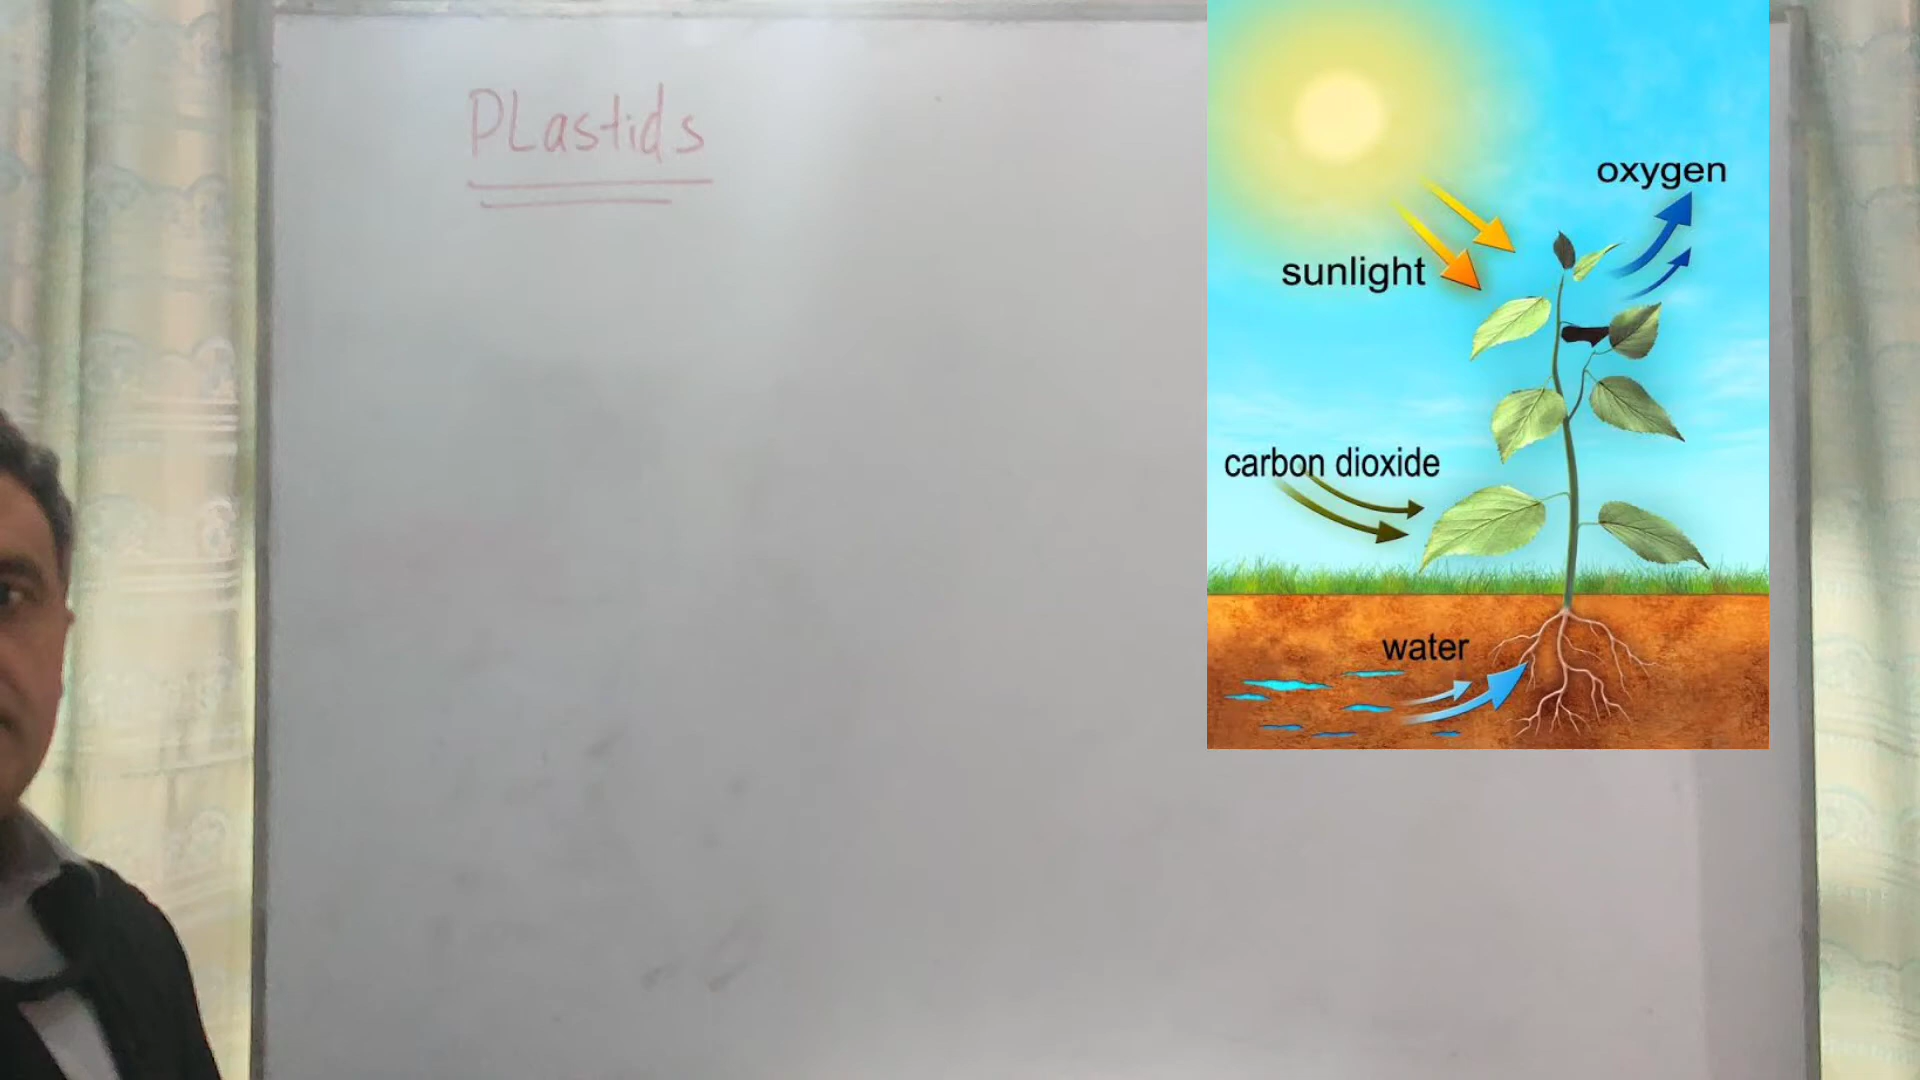 PLastids
oxygen
sunlight
carbon dioxide
water